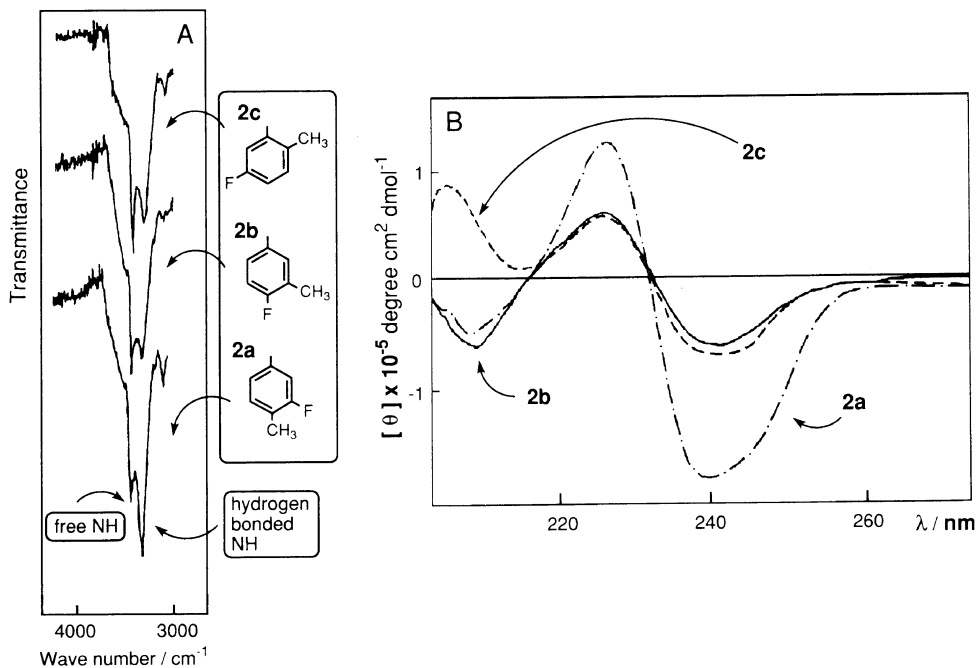 A
Transmittance
2c
CH₃
F
2b
CH₃
F
2a
F
CH₃
free NH
hydrogen
bonded
NH
4000 3000
Wave number / cm⁻¹
B
2c
1
0
-1
[ θ ] x 10⁻⁵ degree cm² dmol⁻¹
2b
2a
220 240 260 λ / nm